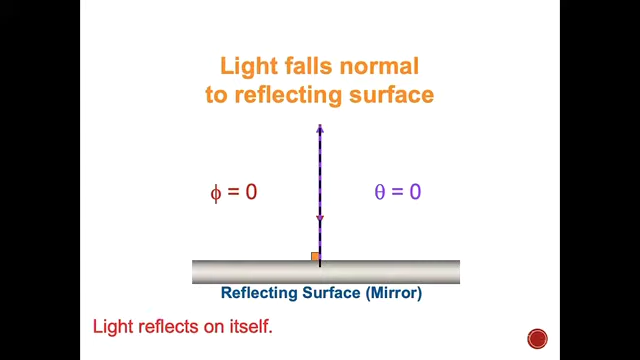 Light falls normal
to reflecting surface
ϕ = 0
θ = 0
Reflecting Surface (Mirror)
Light reflects on itself.